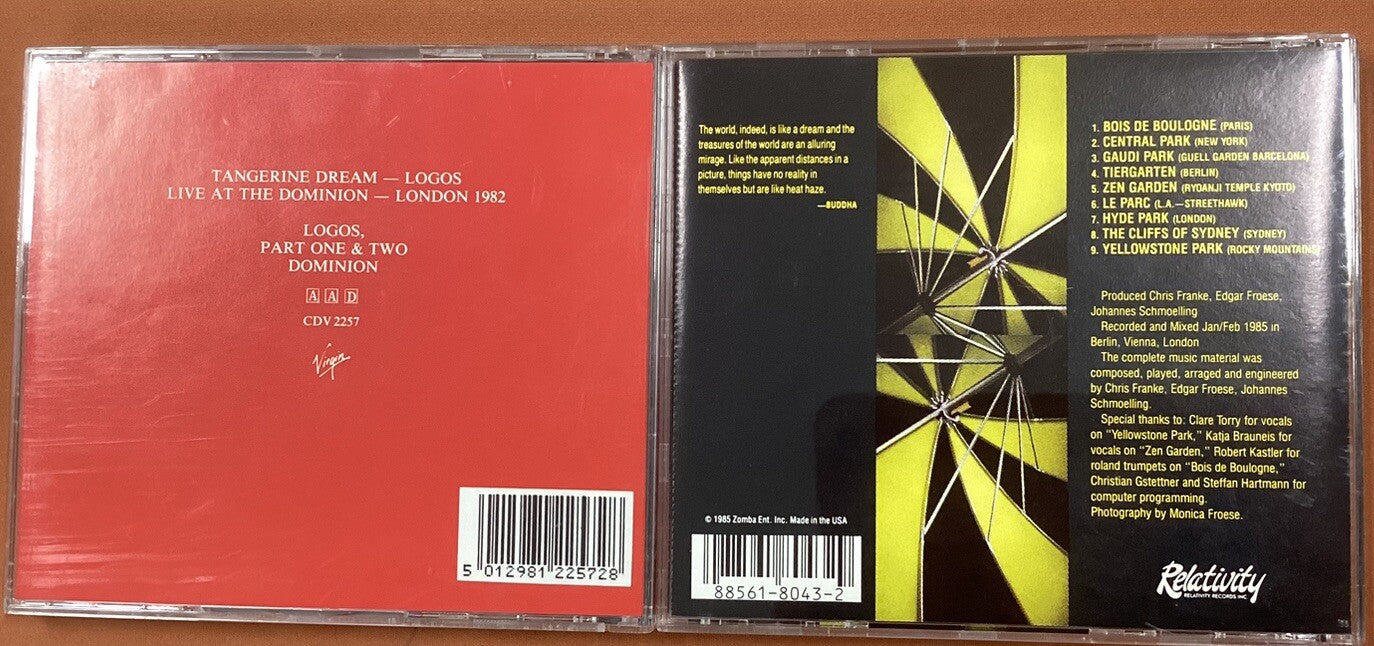 TANGERINE DREAM — LOGOS
LIVE AT THE DOMINION — LONDON 1982
LOGOS,
PART ONE & TWO
DOMINION
A A D
CDV 2257
Virgin
5 012981 225728
The world, indeed, is like a dream and the
treasures of the world are an alluring
mirage. Like the apparent distances in a
picture, things have no reality in
themselves but are like heat haze.
—BUDDHA
© 1985 Zomba Ent. Inc. Made in the USA
88561-8043-2
1. BOIS DE BOULOGNE (PARIS)
2. CENTRAL PARK (NEW YORK)
3. GAUDI PARK (GUELL GARDEN BARCELONA)
4. TIERGARTEN (BERLIN)
5. ZEN GARDEN (RYOANJI TEMPLE KYOTO)
6. LE PARC (L.A.—STREETHAWK)
7. HYDE PARK (LONDON)
8. THE CLIFFS OF SYDNEY (SYDNEY)
9. YELLOWSTONE PARK (ROCKY MOUNTAINS)
Produced Chris Franke, Edgar Froese,
Johannes Schmoelling
Recorded and Mixed Jan/Feb 1985 in
Berlin, Vienna, London
The complete music material was
composed, played, arraged and engineered
by Chris Franke, Edgar Froese, Johannes
Schmoelling.
Special thanks to: Clare Torry for vocals
on "Yellowstone Park," Katja Brauneis for
vocals on "Zen Garden," Robert Kastler for
roland trumpets on "Bois de Boulogne,"
Christian Gstettner and Steffan Hartmann for
computer programming.
Photography by Monica Froese.
Relativity
RELATIVITY RECORDS INC